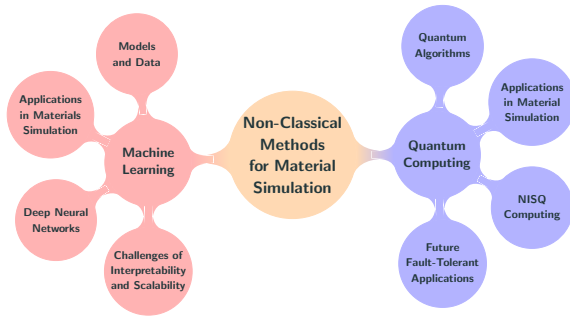 Non-Classical
Methods
for Material
Simulation
Machine
Learning
Models
and Data
Applications
in Materials
Simulation
Deep Neural
Networks
Challenges of
Interpretability
and Scalability
Quantum
Computing
Quantum
Algorithms
Applications
in Material
Simulation
NISQ
Computing
Future
Fault-Tolerant
Applications